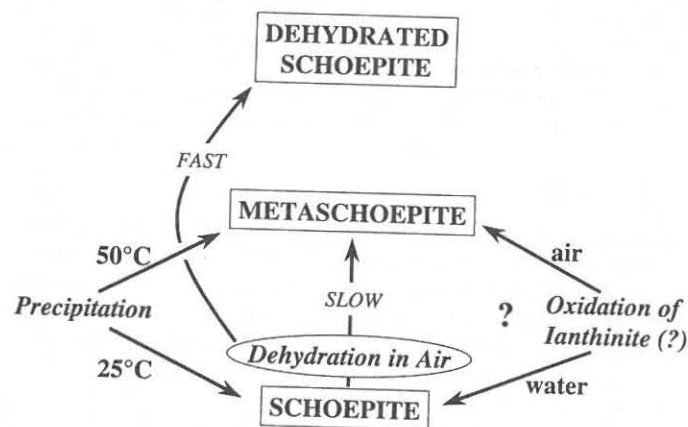 DEHYDRATED
SCHOEPITE
FAST
METASCHOEPITE
50°C
air
Precipitation
SLOW
?
Oxidation of
Ianthinite (?)
Dehydration in Air
25°C
water
SCHOEPITE